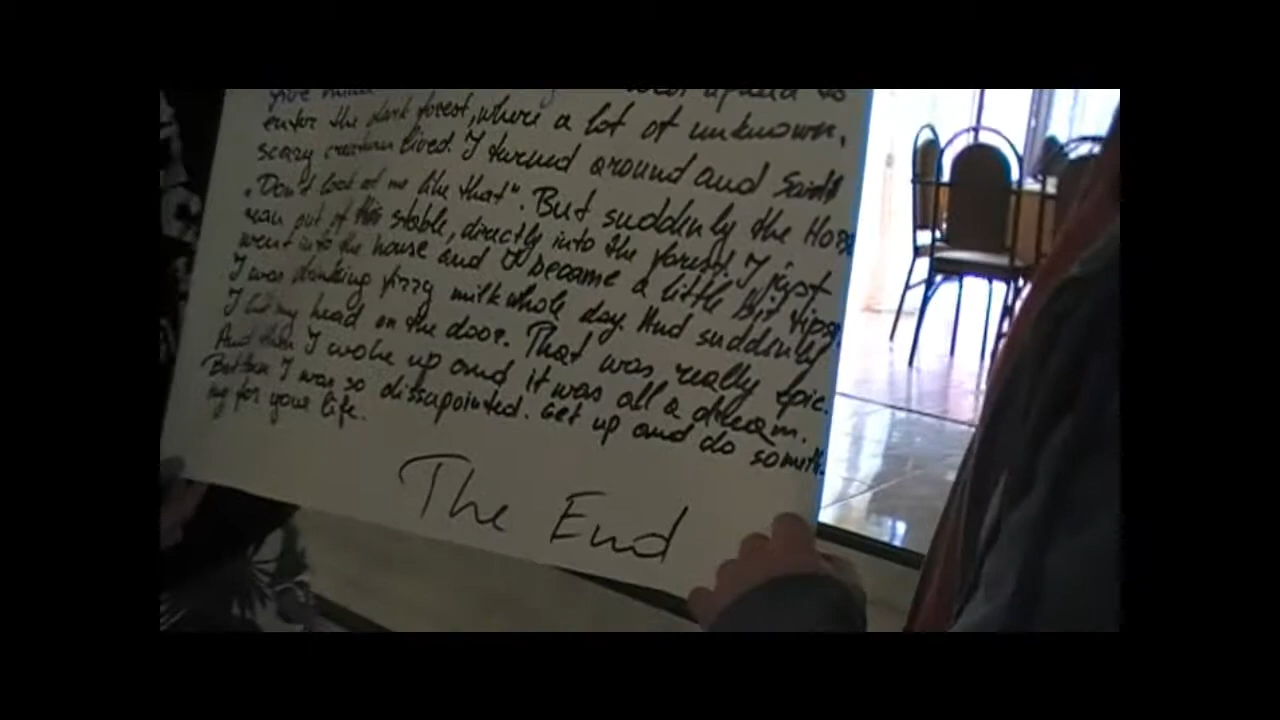 enter the dark forest, where a lot of unknown,
scary creatures lived. I turned around and said:
„Don't look at me like that". But suddenly the Horse
ran out of this stable, directly into the forest! I just
went into the house and I became a little bit tipsy.
I was drinking fizzy milk whole day. And suddenly
I hit my head on the door. That was really epic.
And then I woke up and it was all a dream.
But then I was so dissapointed. Get up and do someth-
ing for your life.
The End